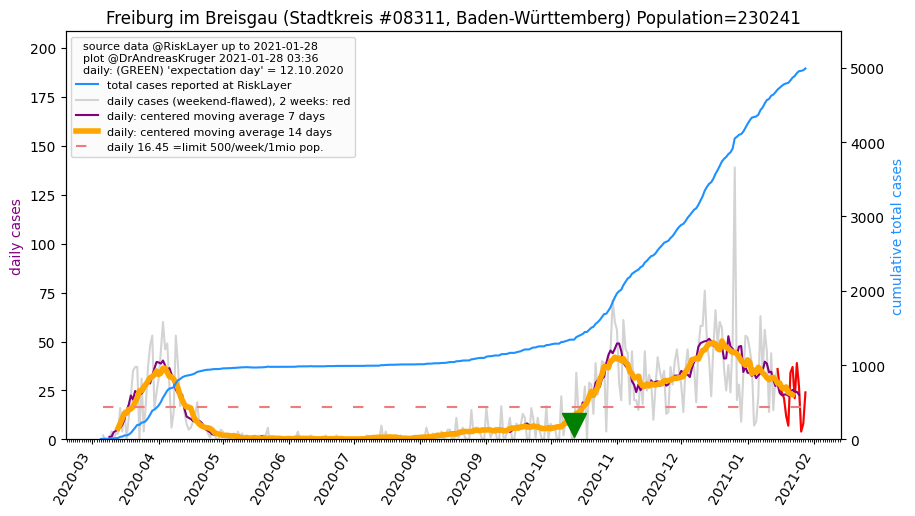 Freiburg im Breisgau (Stadtkreis #08311, Baden-Württemberg) Population=230241
source data @RiskLayer up to 2021-01-28
plot @DrAndreasKruger 2021-01-28 03:36
daily: (GREEN) 'expectation day' = 12.10.2020
total cases reported at RiskLayer
daily cases (weekend-flawed), 2 weeks: red
daily: centered moving average 7 days
daily: centered moving average 14 days
daily 16.45 =limit 500/week/1mio pop.
daily cases
200
175
150
125
100
75
50
25
0
cumulative total cases
5000
4000
3000
2000
1000
0
2020-03
2020-04
2020-05
2020-06
2020-07
2020-08
2020-09
2020-10
2020-11
2020-12
2021-01
2021-02